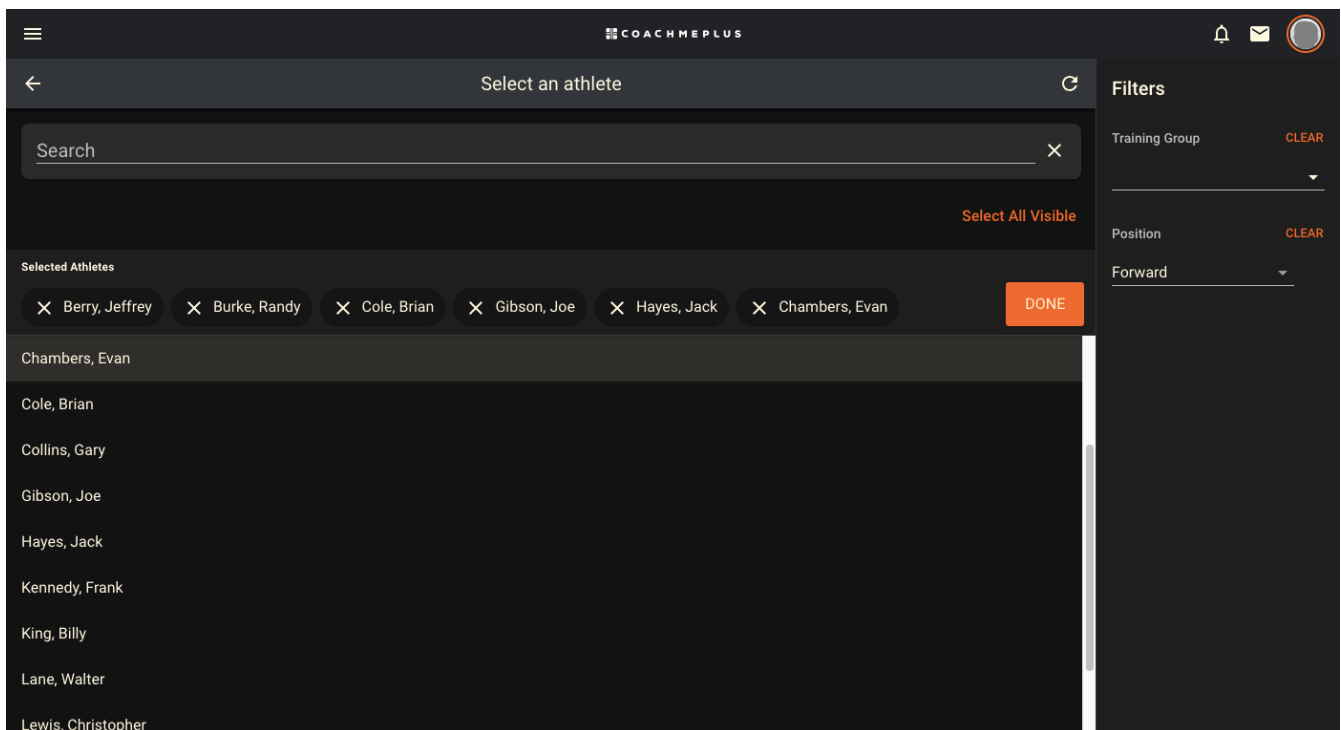 COACHMEPLUS
Select an athlete
Search
Select All Visible
Selected Athletes
Berry, Jeffrey Burke, Randy Cole, Brian Gibson, Joe Hayes, Jack Chambers, Evan DONE
Chambers, Evan
Cole, Brian
Collins, Gary
Gibson, Joe
Hayes, Jack
Kennedy, Frank
King, Billy
Lane, Walter
Lewis, Christopher
Filters
Training Group CLEAR
Position CLEAR
Forward